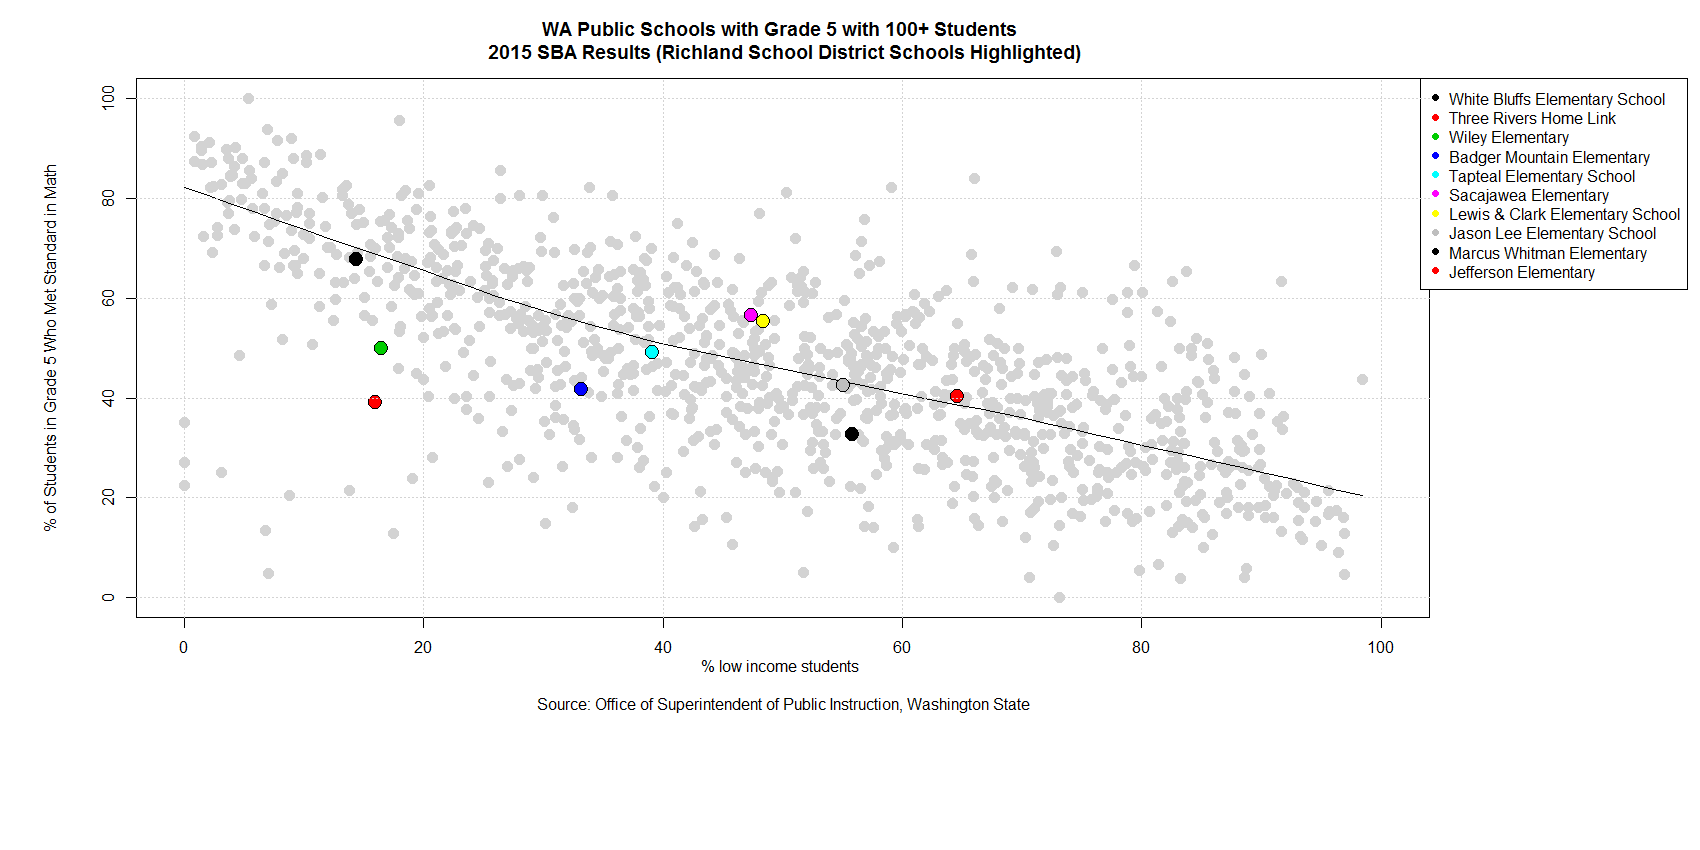 WA Public Schools with Grade 5 with 100+ Students
2015 SBA Results (Richland School District Schools Highlighted)
% of Students in Grade 5 Who Met Standard in Math
100
80
60
40
20
0
0 20 40 60 80 100
% low income students
Source: Office of Superintendent of Public Instruction, Washington State
White Bluffs Elementary School
Three Rivers Home Link
Wiley Elementary
Badger Mountain Elementary
Tapteal Elementary School
Sacajawea Elementary
Lewis & Clark Elementary School
Jason Lee Elementary School
Marcus Whitman Elementary
Jefferson Elementary